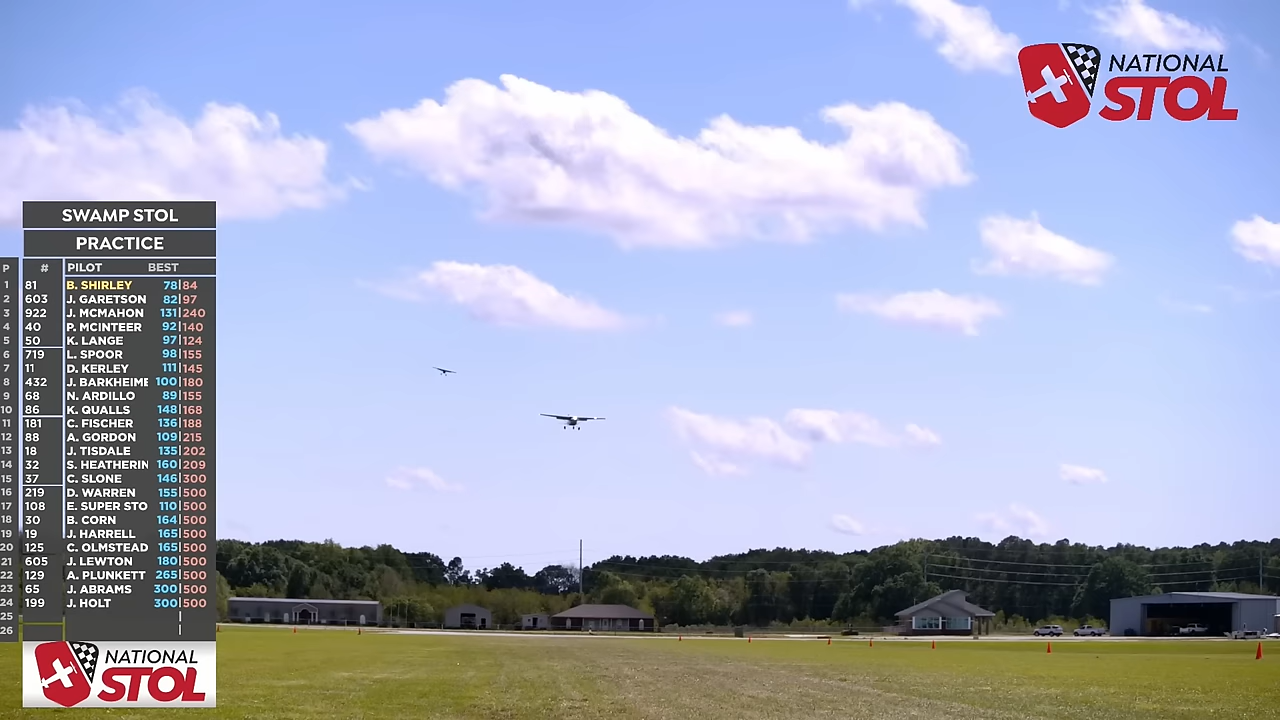 NATIONAL
STOL
SWAMP STOL
PRACTICE
P # PILOT BEST
1 81 B. SHIRLEY 78|84
2 603 J. GARETSON 82|97
3 922 J. MCMAHON 131|240
4 40 P. MCINTEER 92|140
5 50 K. LANGE 97|124
6 719 L. SPOOR 98|155
7 11 D. KERLEY 111|145
8 432 J. BARKHEIME 100|180
9 68 N. ARDILLO 89|155
10 86 K. QUALLS 148|168
11 181 C. FISCHER 136|188
12 88 A. GORDON 109|215
13 18 J. TISDALE 135|202
14 32 S. HEATHERIN 160|209
15 37 C. SLONE 146|300
16 219 D. WARREN 155|500
17 108 E. SUPER STO 110|500
18 30 B. CORN 164|500
19 19 J. HARRELL 165|500
20 125 C. OLMSTEAD 165|500
21 605 J. LEWTON 180|500
22 129 A. PLUNKETT 265|500
23 65 J. ABRAMS 300|500
24 199 J. HOLT 300|500
25 |
26 |
NATIONAL
STOL